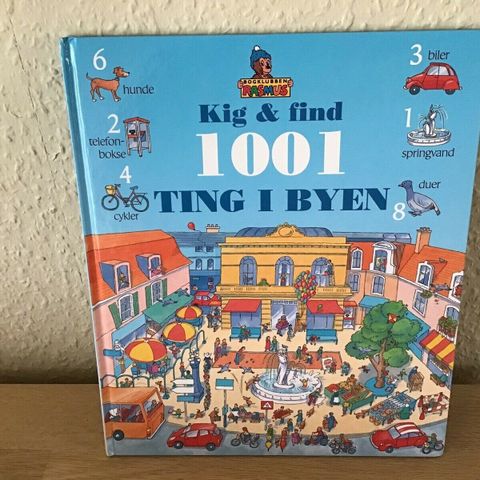 6
hunde
BOGKLUBBEN
RASMUS
3
biler
2
telefon-
bokse
Kig & find
1
springvand
1001
4
cykler
TING I BYEN
8
duer